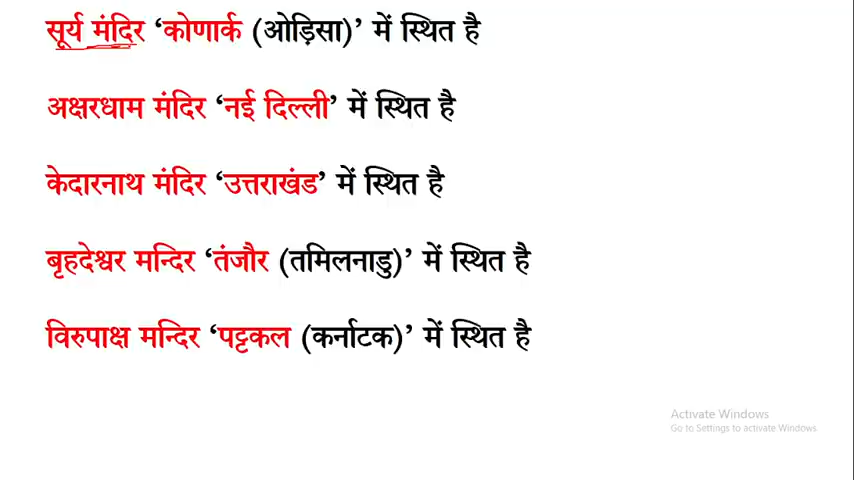 सूर्य मंदिर ‘कोणार्क (ओड़िसा)’ में स्थित है
अक्षरधाम मंदिर ‘नई दिल्ली’ में स्थित है
केदारनाथ मंदिर ‘उत्तराखंड’ में स्थित है
बृहदेश्वर मन्दिर ‘तंजौर (तमिलनाडु)’ में स्थित है
विरुपाक्ष मन्दिर ‘पट्टकल (कर्नाटक)’ में स्थित है
Activate Windows
Go to Settings to activate Windows